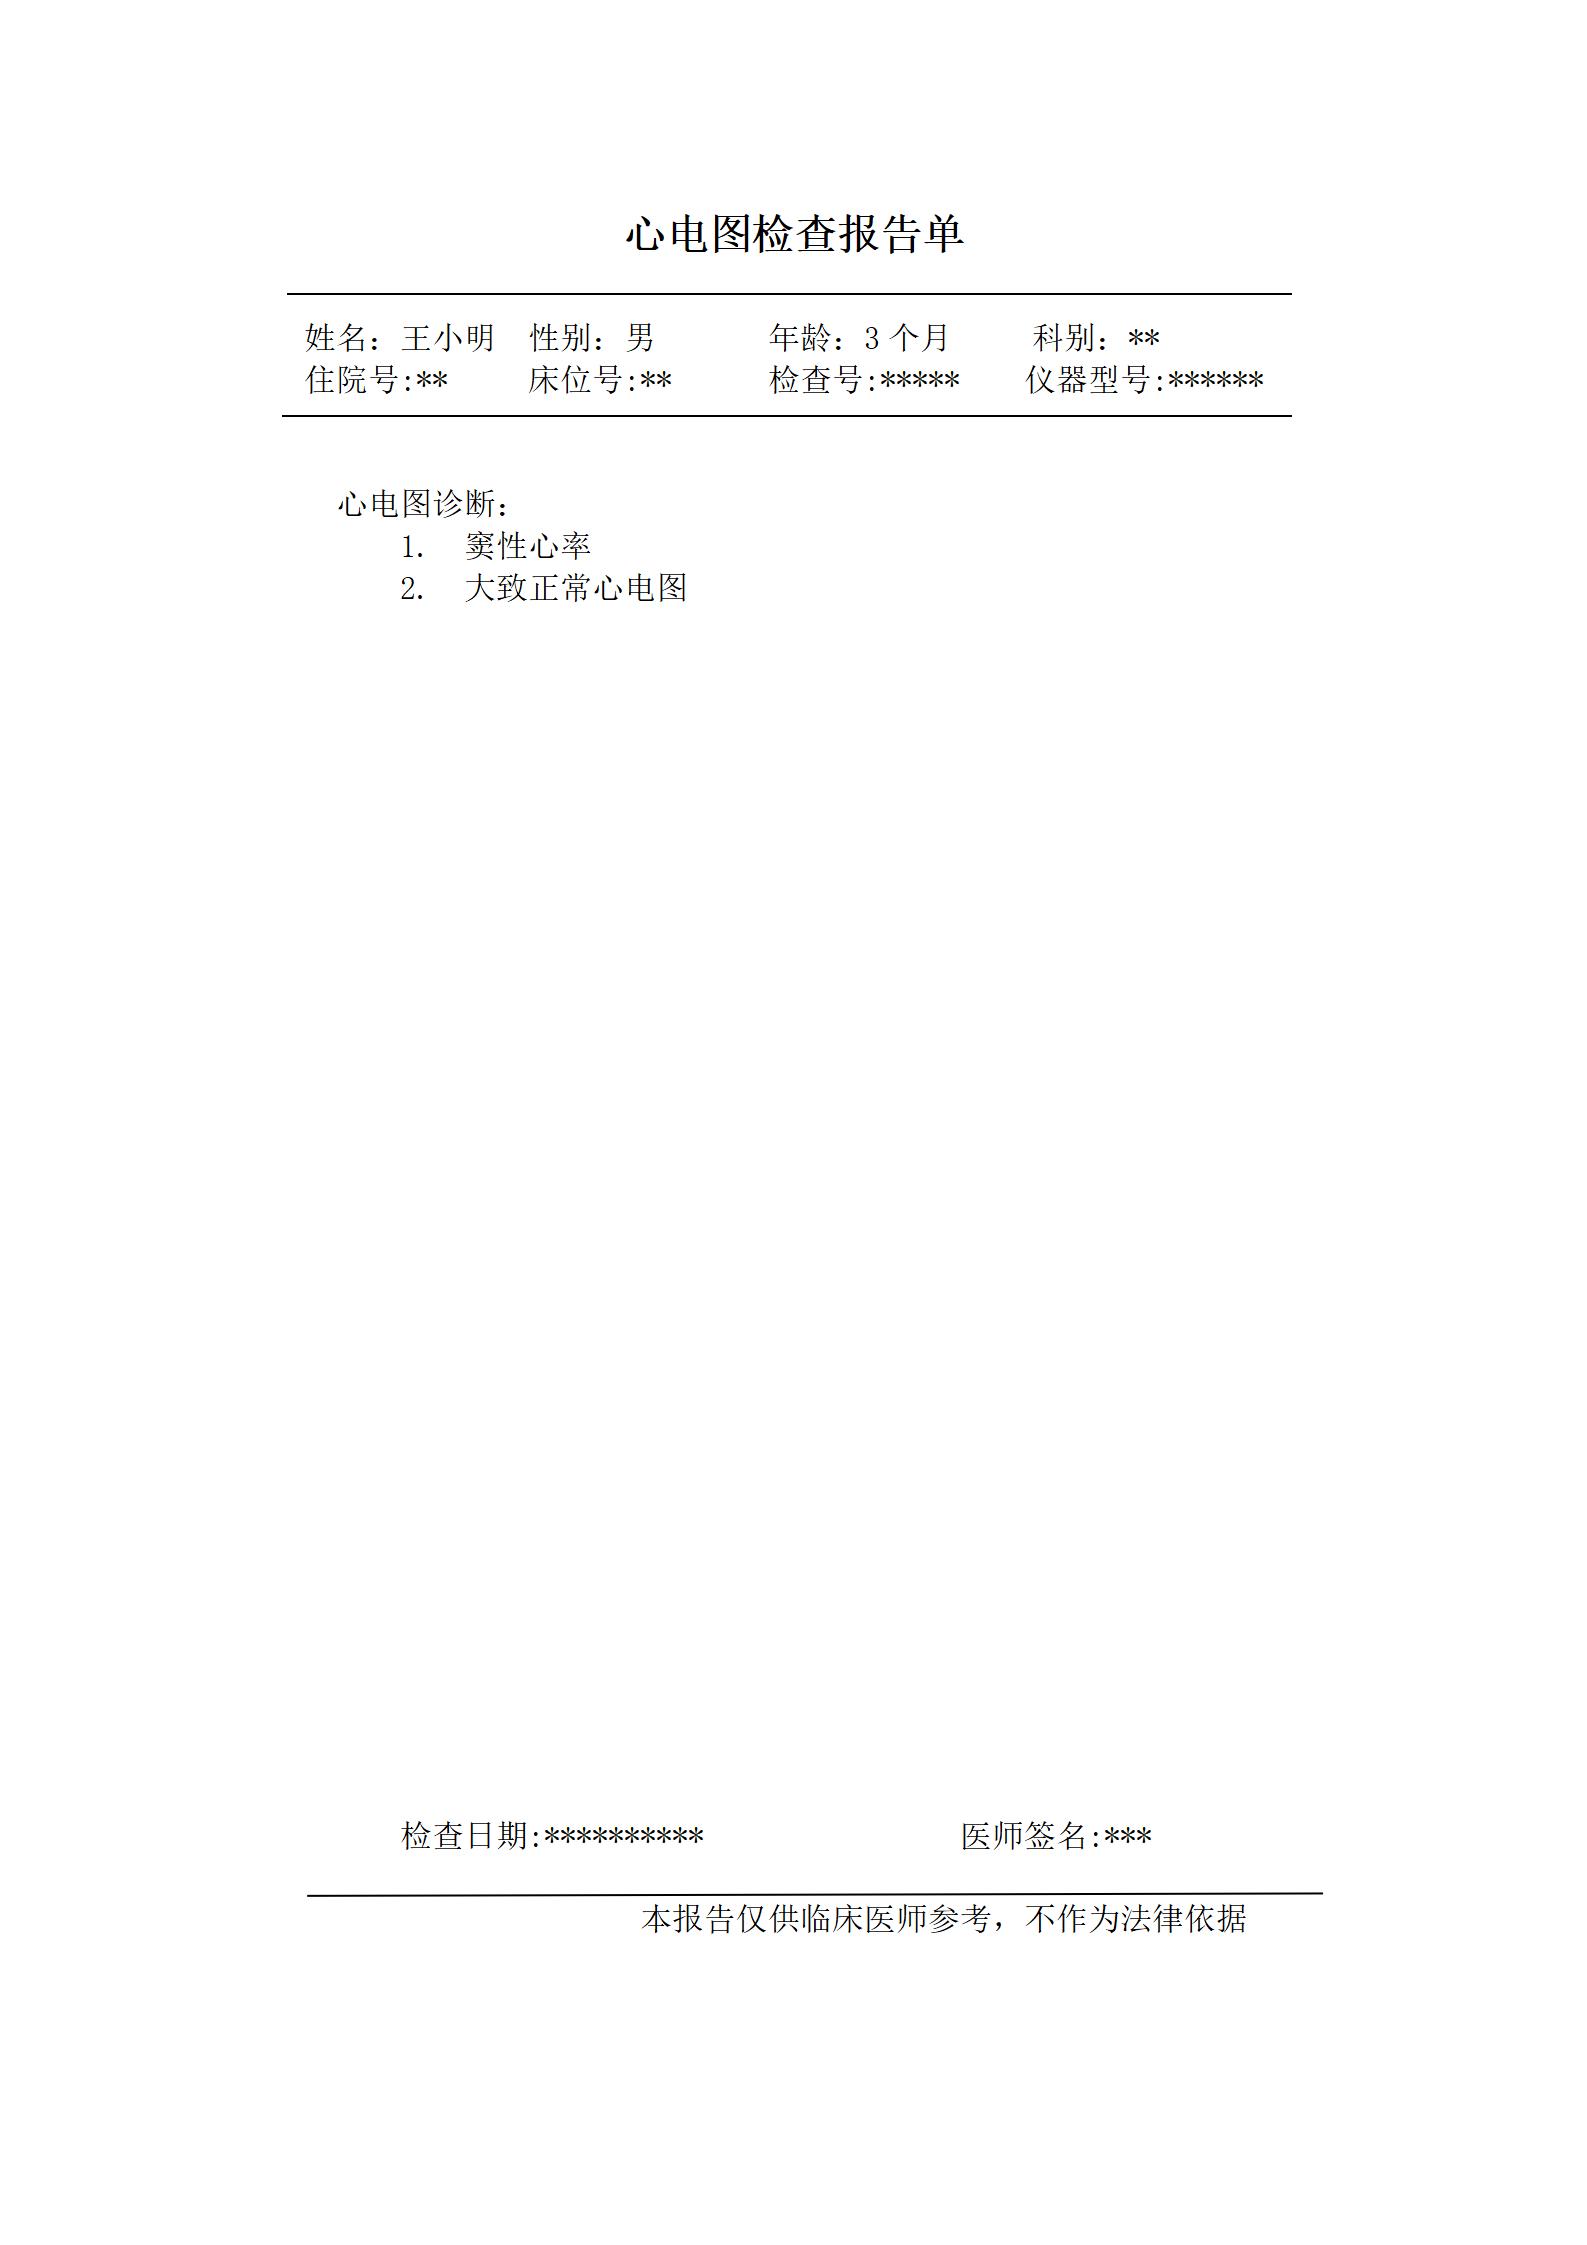 心电图检查报告单
姓名：王小明 性别：男 年龄：3个月 科别：**
住院号:** 床位号:** 检查号:***** 仪器型号:******
心电图诊断：
1. 窦性心率
2. 大致正常心电图
检查日期:********** 医师签名:***
本报告仅供临床医师参考，不作为法律依据